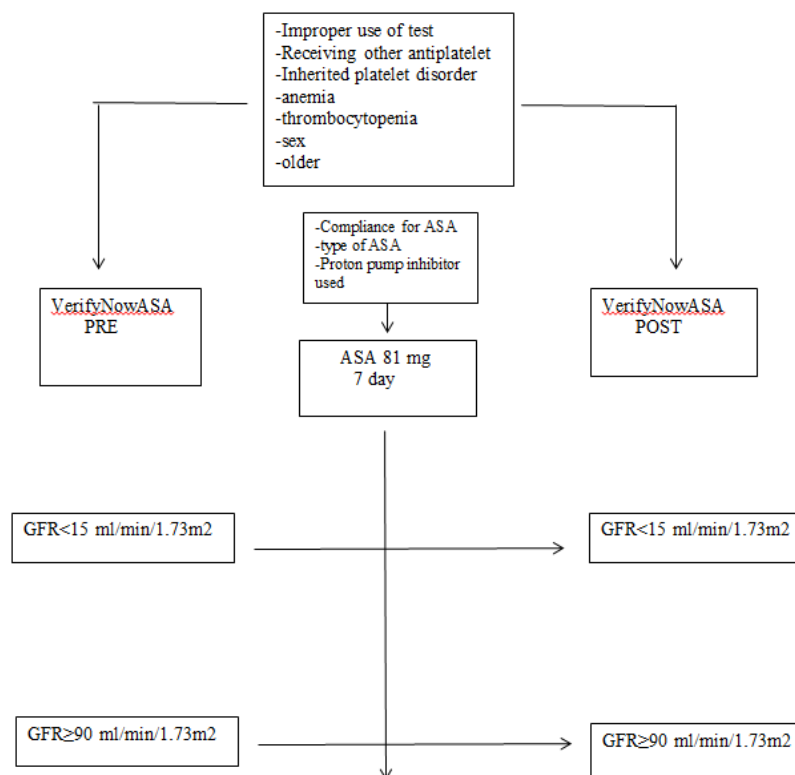 -Improper use of test
-Receiving other antiplatelet
-Inherited platelet disorder
-anemia
-thrombocytopenia
-sex
-older
-Compliance for ASA
-type of ASA
-Proton pump inhibitor
used
VerifyNowASA
PRE
VerifyNowASA
POST
ASA 81 mg
7 day
GFR<15 ml/min/1.73m2
GFR<15 ml/min/1.73m2
GFR≥90 ml/min/1.73m2
GFR≥90 ml/min/1.73m2